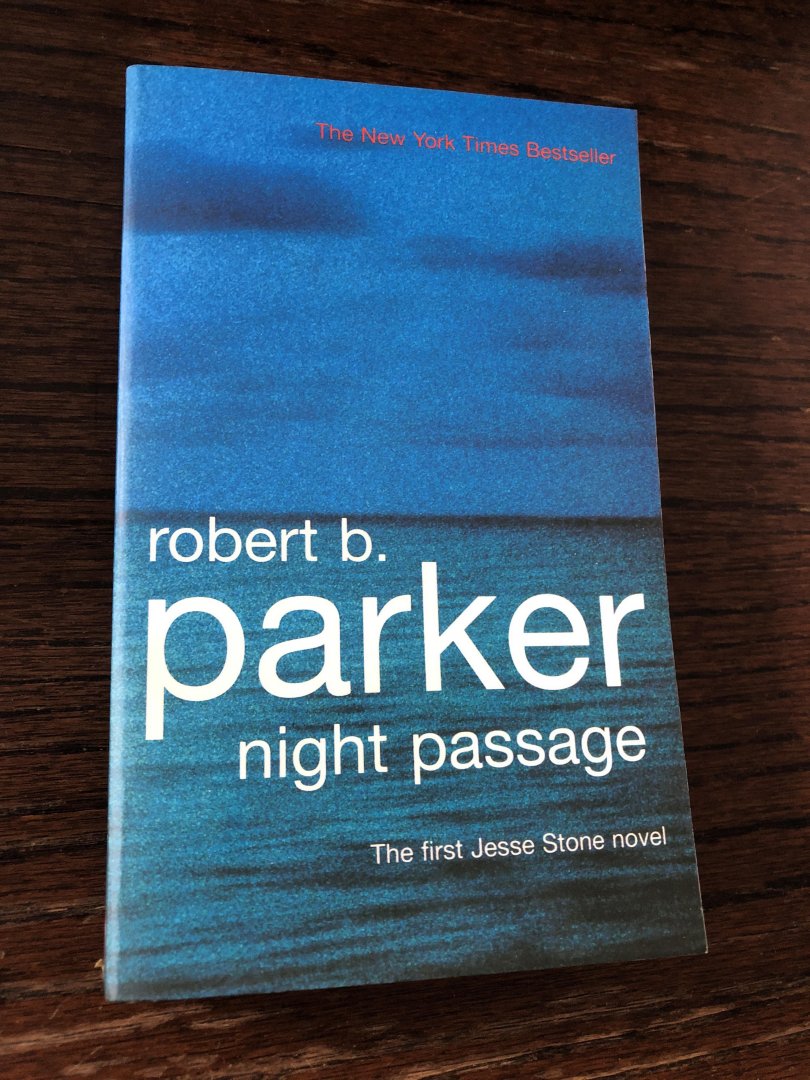 The New York Times Bestseller
robert b.
parker
night passage
The first Jesse Stone novel